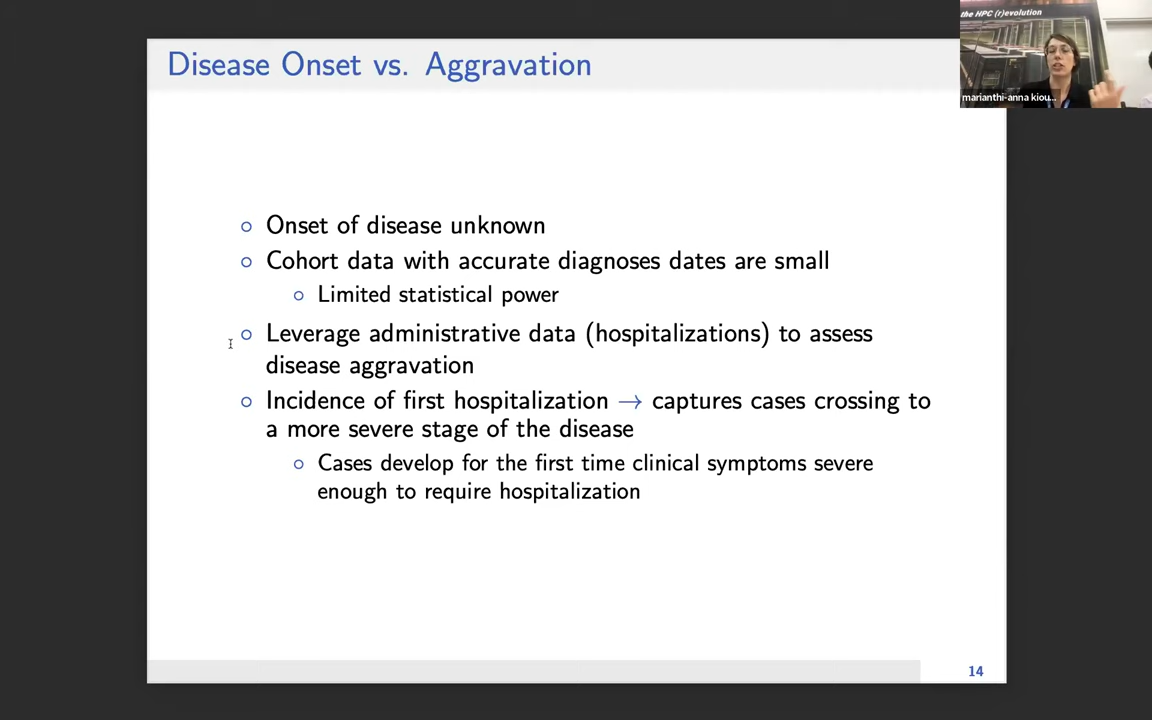 the HPC (r)evolution
marianthi-anna kiou...
Disease Onset vs. Aggravation
Onset of disease unknown
Cohort data with accurate diagnoses dates are small
Limited statistical power
Leverage administrative data (hospitalizations) to assess
disease aggravation
Incidence of first hospitalization → captures cases crossing to
a more severe stage of the disease
Cases develop for the first time clinical symptoms severe
enough to require hospitalization
14